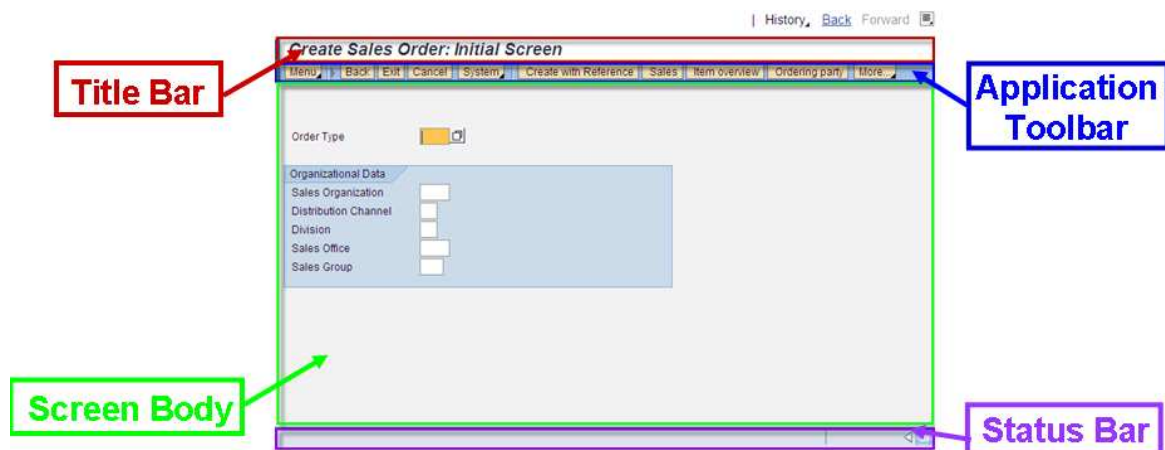 History Back Forward
Create Sales Order: Initial Screen
Menu Back Exit Cancel System Create with Reference Sales Item overview Ordering party More...
Title Bar
Application
Toolbar
Order Type
Organizational Data
Sales Organization
Distribution Channel
Division
Sales Office
Sales Group
Screen Body
Status Bar